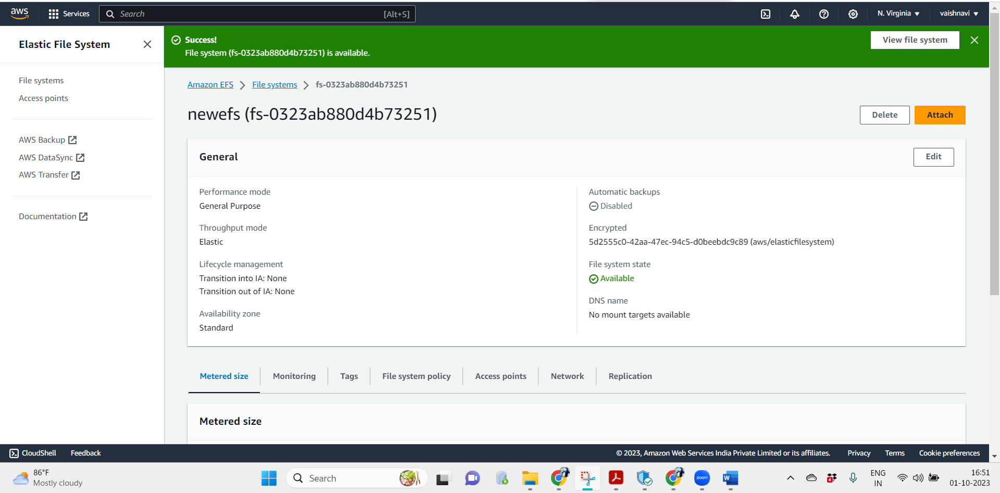 aws
Services
Search
[Alt+S]
N. Virginia
vaishnavi
Elastic File System
File systems
Access points
AWS Backup
AWS DataSync
AWS Transfer
Documentation
Success!
File system (fs-0323ab880d4b73251) is available.
View file system
Amazon EFS
File systems
fs-0323ab880d4b73251
newefs (fs-0323ab880d4b73251)
Delete
Attach
General
Edit
Performance mode
General Purpose
Throughput mode
Elastic
Lifecycle management
Transition into IA: None
Transition out of IA: None
Availability zone
Standard
Automatic backups
Disabled
Encrypted
5d2555c0-42aa-47ec-94c5-d0beebdc9c89 (aws/elasticfilesystem)
File system state
Available
DNS name
No mount targets available
Metered size
Monitoring
Tags
File system policy
Access points
Network
Replication
Metered size
CloudShell
Feedback
© 2023, Amazon Web Services India Private Limited or its affiliates.
Privacy
Terms
Cookie preferences
86°F
Mostly cloudy
Search
zoom
W
4
ENG
IN
16:51
01-10-2023